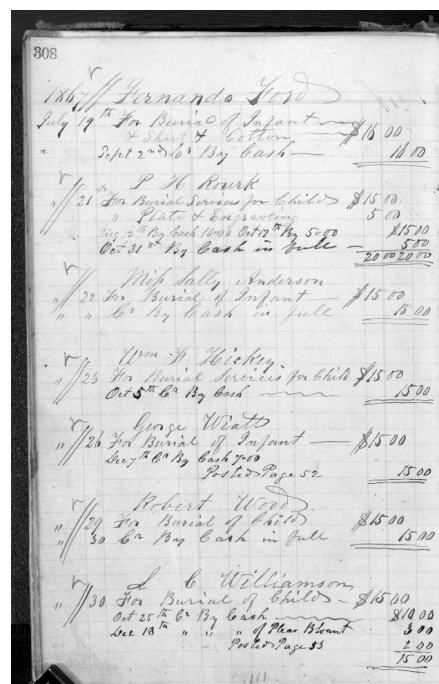 308
1867 Fernando Ford
July 19th For Burial of Infant
& Shirt & Cotton $16 00
" Sept 2nd Cr By Cash — 16 00
P H Rourk
" 21 For Burial Services for Child $15 00
" Plate & Engraving 5 00
Aug 12th By Cash 10.00 Oct 12th By 5.00 $15 00
Oct 31st By Cash in full — 5 00
20 00 20 00
Miss Sally Anderson
" 22 For Burial of Infant — $15 00
" " Cr By Cash in full 15 00
Wm H Hickey
" 23 For Burial Services for Child $15 00
Oct 5th Cr By Cash 15 00
George Wiatt
" 26 For Burial of Infant — $15 00
Dec 7th Cr By Cash 7.00
Posted Page 52 15 00
Robert Wood
" 29 For Burial of Child $15 00
" 30 Cr By Cash in full 15 00
L C Williamson
" 30 For Burial of Child — $15 00
Oct 25th Cr By Cash — $10 00
Dec 18th " " " of Pleas Blount 3 00
Posted Page 53 2 00
15 00